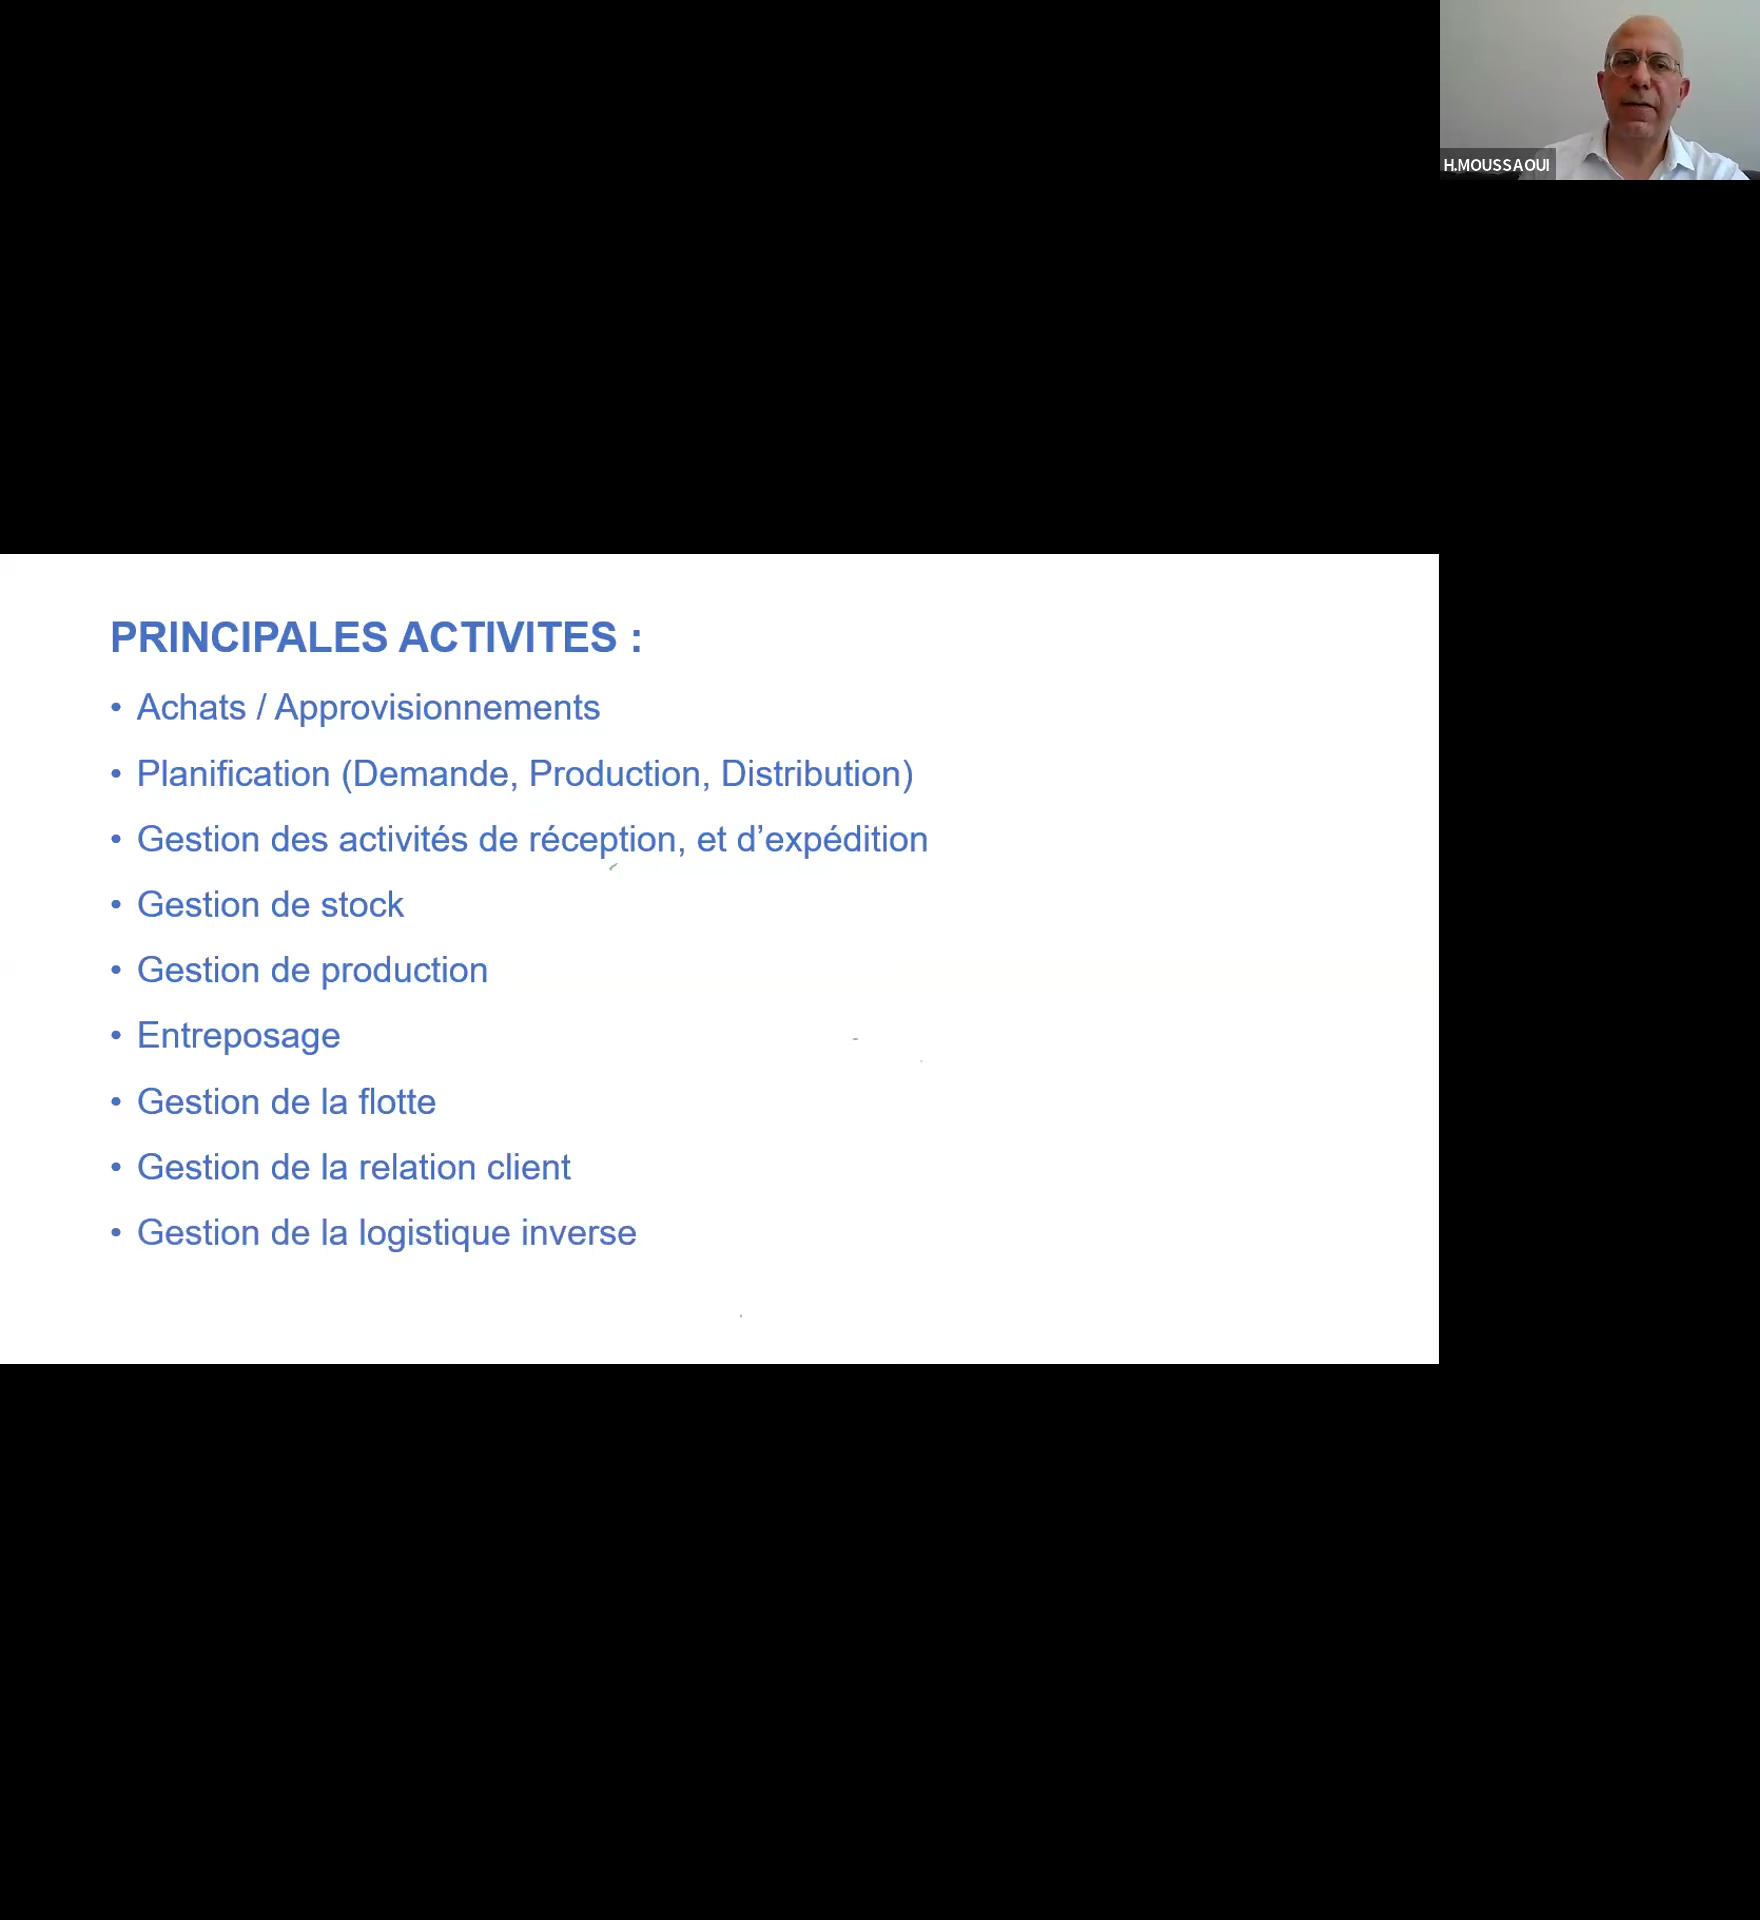 H.MOUSSAOUI
PRINCIPALES ACTIVITES :
• Achats / Approvisionnements
• Planification (Demande, Production, Distribution)
• Gestion des activités de réception, et d’expédition
• Gestion de stock
• Gestion de production
• Entreposage
• Gestion de la flotte
• Gestion de la relation client
• Gestion de la logistique inverse